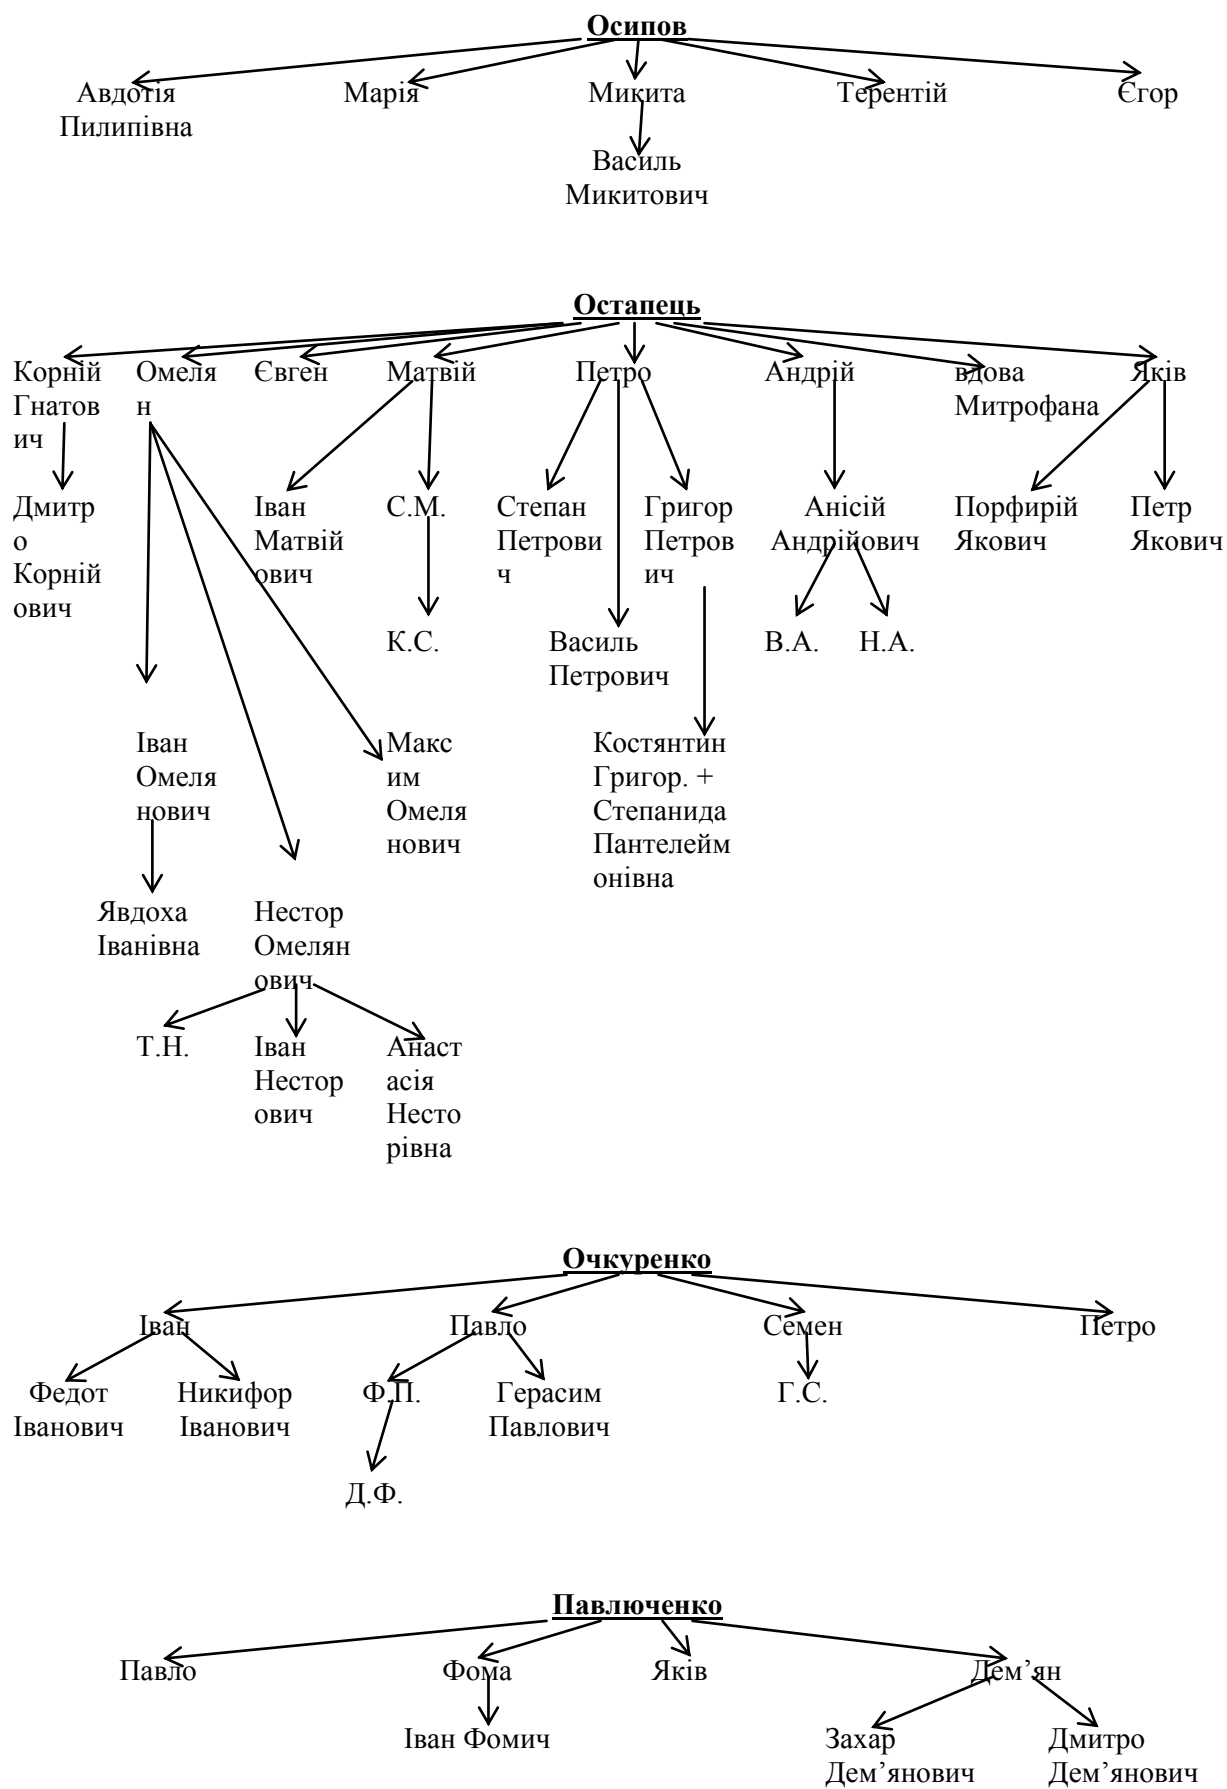 Осипов
Авдотія
Пилипівна
Марія
Микита
Терентій
Єгор
Василь
Микитович
Остапець
Корній
Гнатов
ич
Омеля
н
Євген
Матвій
Петро
Андрій
вдова
Митрофана
Яків
Дмитр
о
Корній
ович
Іван
Матвій
ович
С.М.
Степан
Петрови
ч
Григор
Петров
ич
Анісій
Андрійович
Порфирій
Якович
Петр
Якович
К.С.
Василь
Петрович
В.А.
Н.А.
Іван
Омеля
нович
Макс
им
Омеля
нович
Костянтин
Григор. +
Степанида
Пантелейм
онівна
Явдоха
Іванівна
Нестор
Омелян
ович
Т.Н.
Іван
Нестор
ович
Анаст
асія
Несто
рівна
Очкуренко
Іван
Павло
Семен
Петро
Федот
Іванович
Никифор
Іванович
Ф.П.
Герасим
Павлович
Г.С.
Д.Ф.
Павлюченко
Павло
Фома
Яків
Дем’ян
Іван Фомич
Захар
Дем’янович
Дмитро
Дем’янович